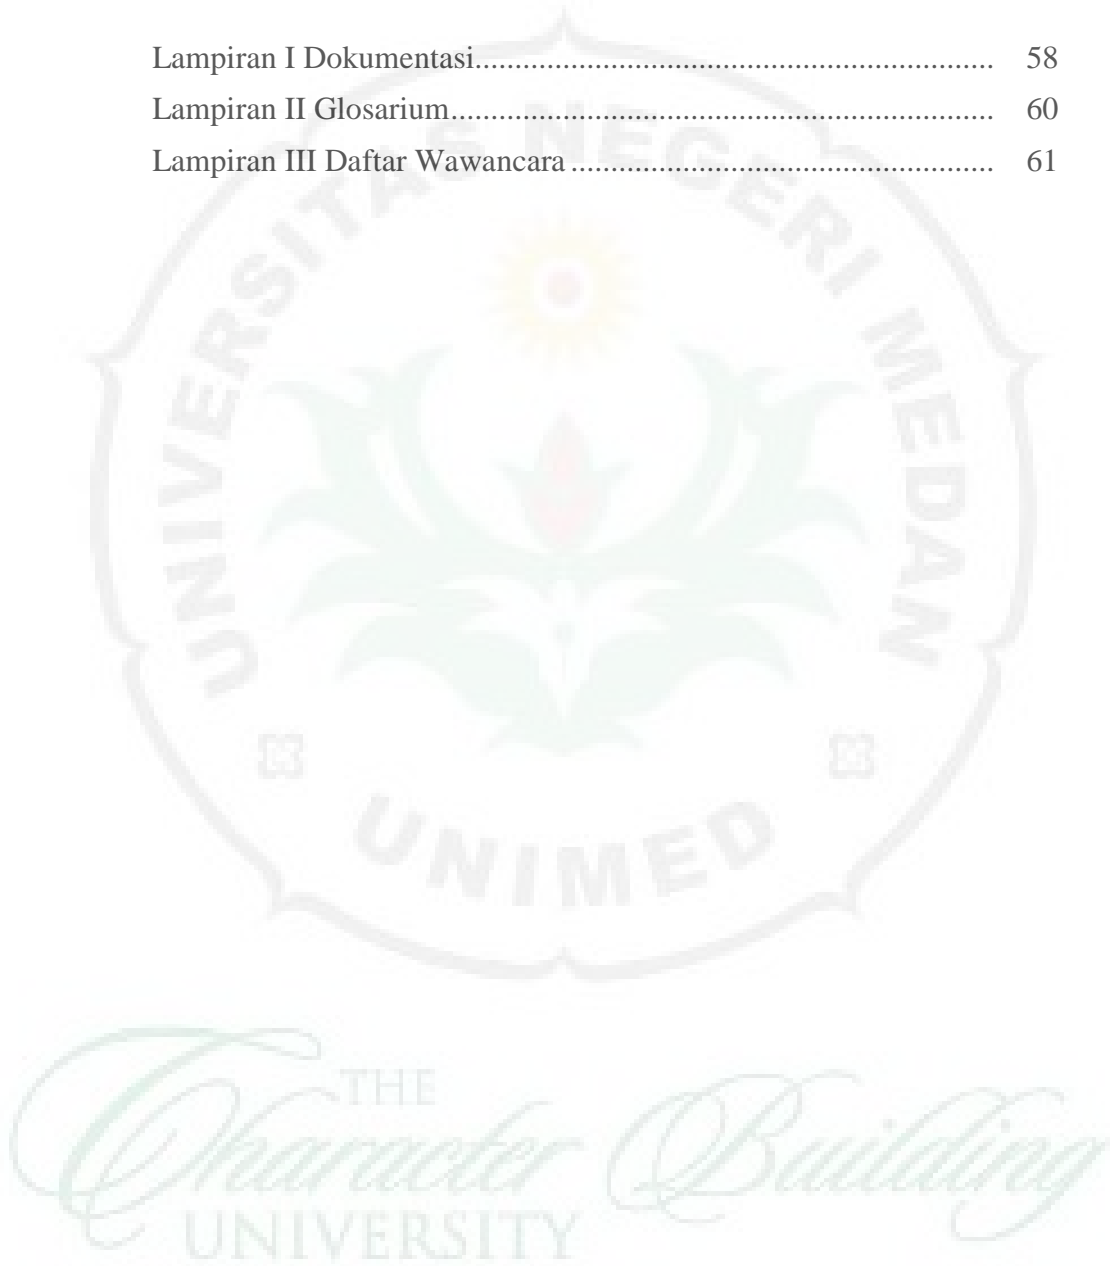 Lampiran I Dokumentasi................................................................. 58
Lampiran II Glosarium.................................................................... 60
Lampiran III Daftar Wawancara ..................................................... 61
UNIVERSITAS NEGERI MEDAN
UNIMED
THE
Character Building
UNIVERSITY